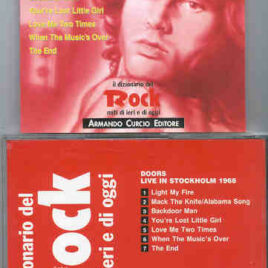 You're Lost Little Girl
Love Me Two Times
When The Music's Over
The End
il dizionario del
ROCK
miti di ieri e di oggi
ARMANDO CURCIO EDITORE
onario del
ock
eri e di oggi
DOORS
LIVE IN STOCKHOLM 1968
1 Light My Fire
2 Mack The Knife/Alabama Song
3 Backdoor Man
4 You're Lost Little Girl
5 Love Me Two Times
6 When The Music's Over
7 The End